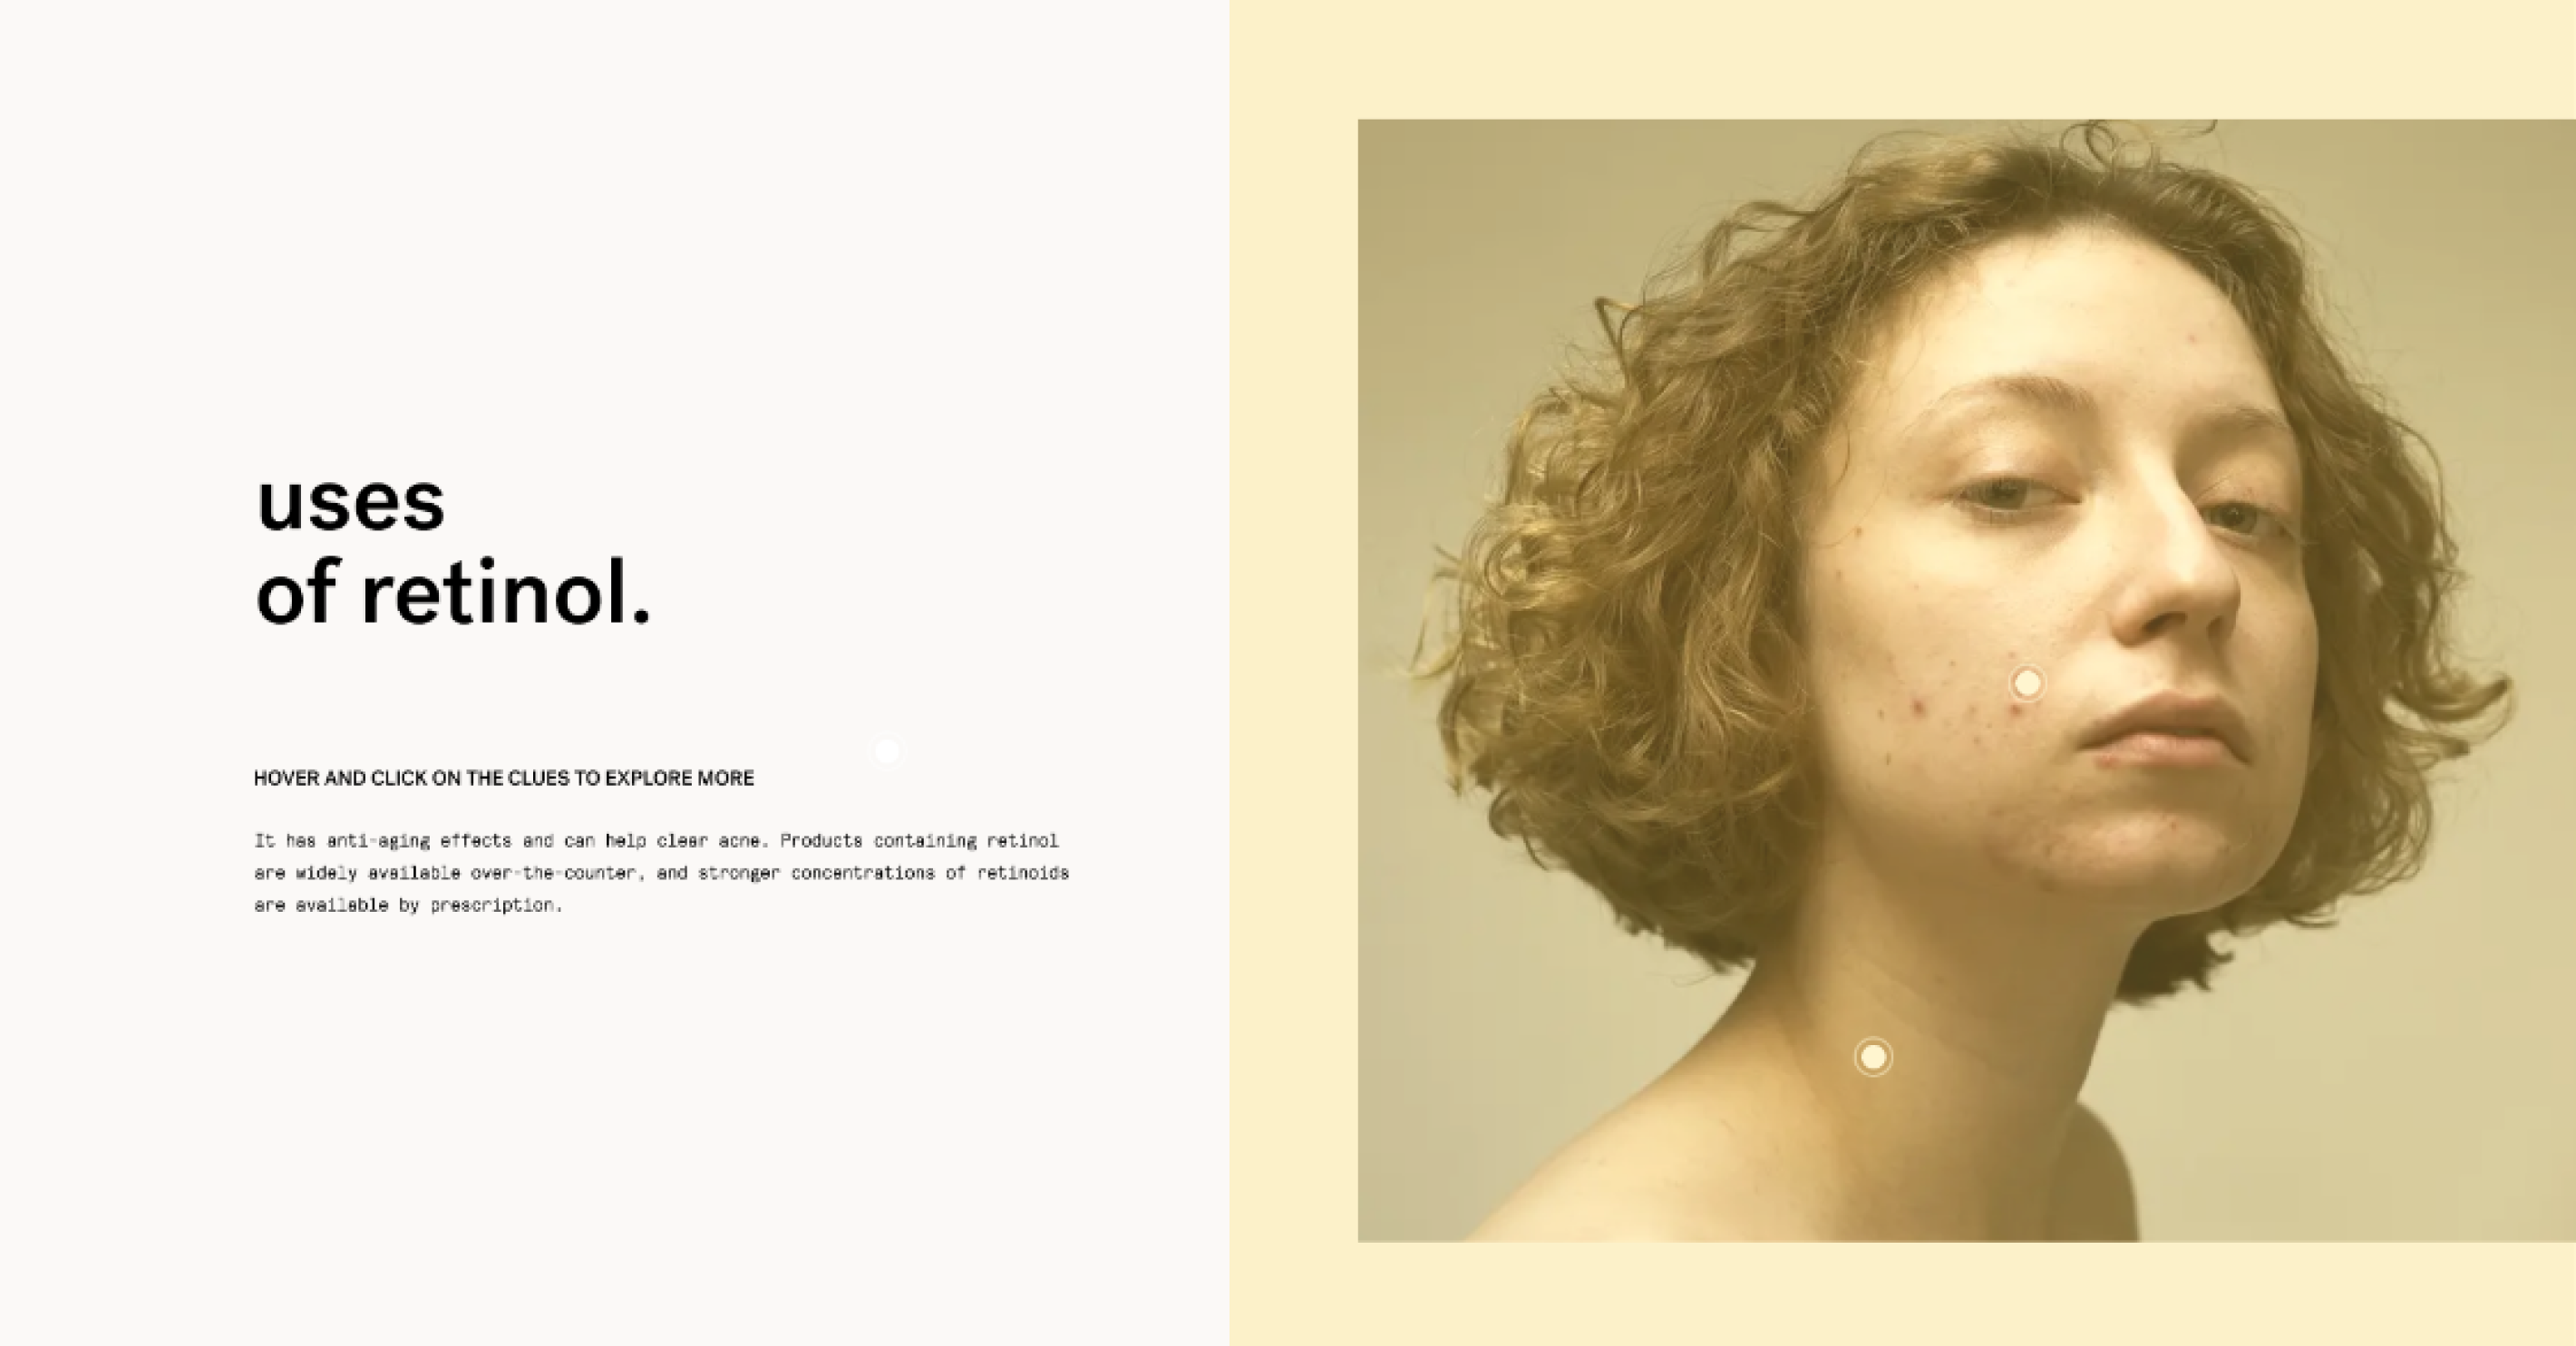 uses
of retinol.
HOVER AND CLICK ON THE CLUES TO EXPLORE MORE
It has anti-aging effects and can help clear acne. Products containing retinol
are widely available over-the-counter, and stronger concentrations of retinoids
are available by prescription.